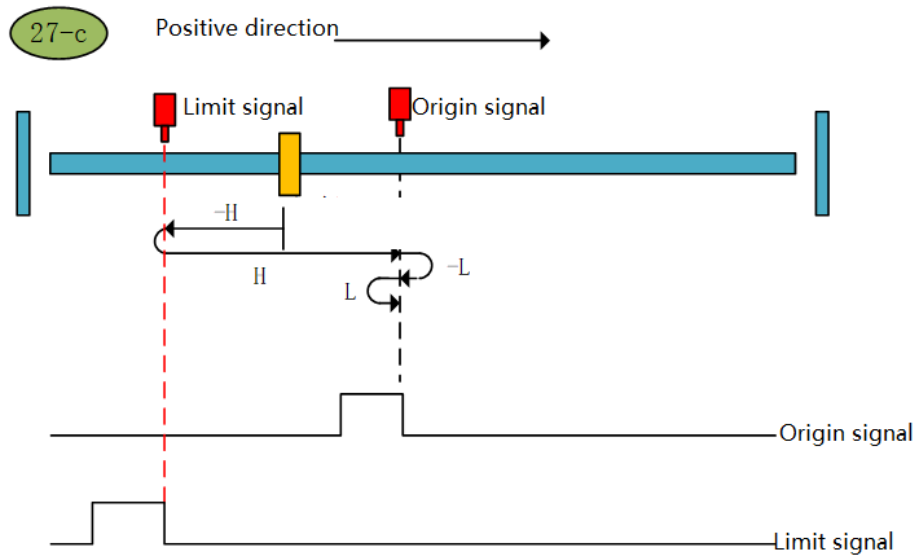 27-c
Positive direction
Limit signal
Origin signal
-H
H
-L
L
Origin signal
Limit signal